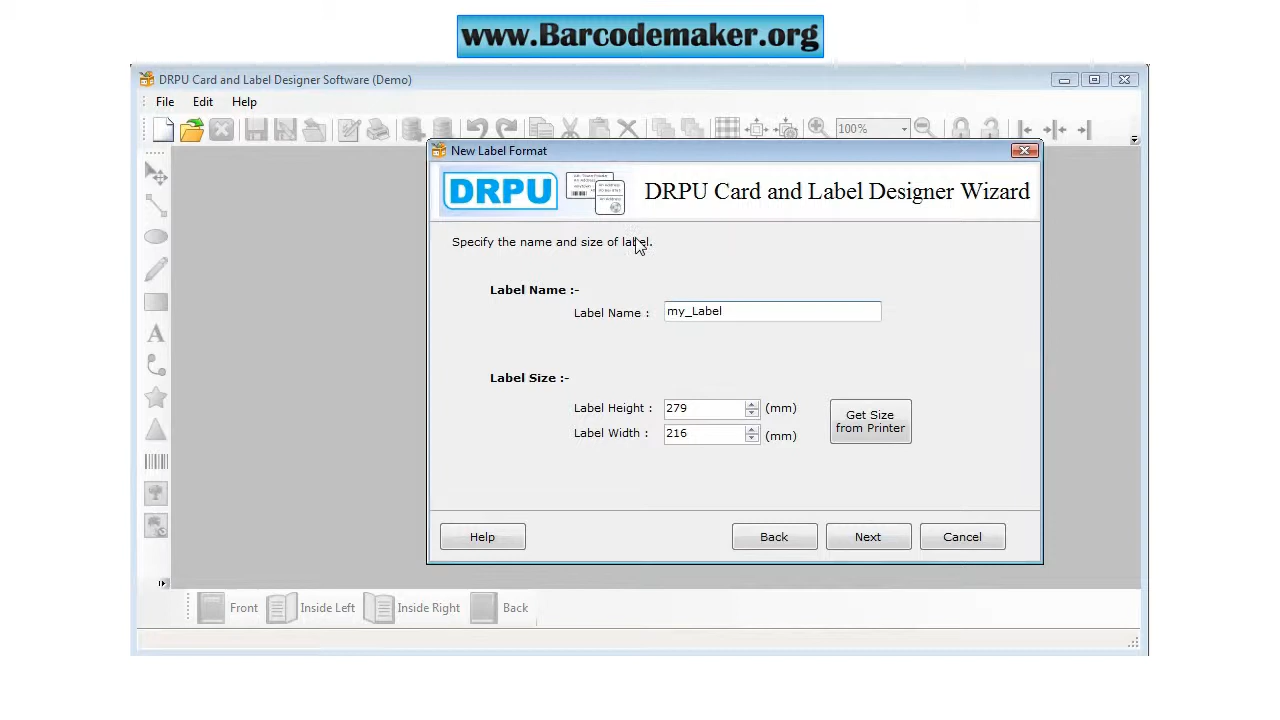 www.Barcodemaker.org
DRPU Card and Label Designer Software (Demo)
File Edit Help
100%
New Label Format
DRPU DRPU Card and Label Designer Wizard
Specify the name and size of label.
Label Name :-
Label Name : my_Label
Label Size :-
Label Height : 279 (mm)
Label Width : 216 (mm)
Get Size
from Printer
Help Back Next Cancel
Front Inside Left Inside Right Back